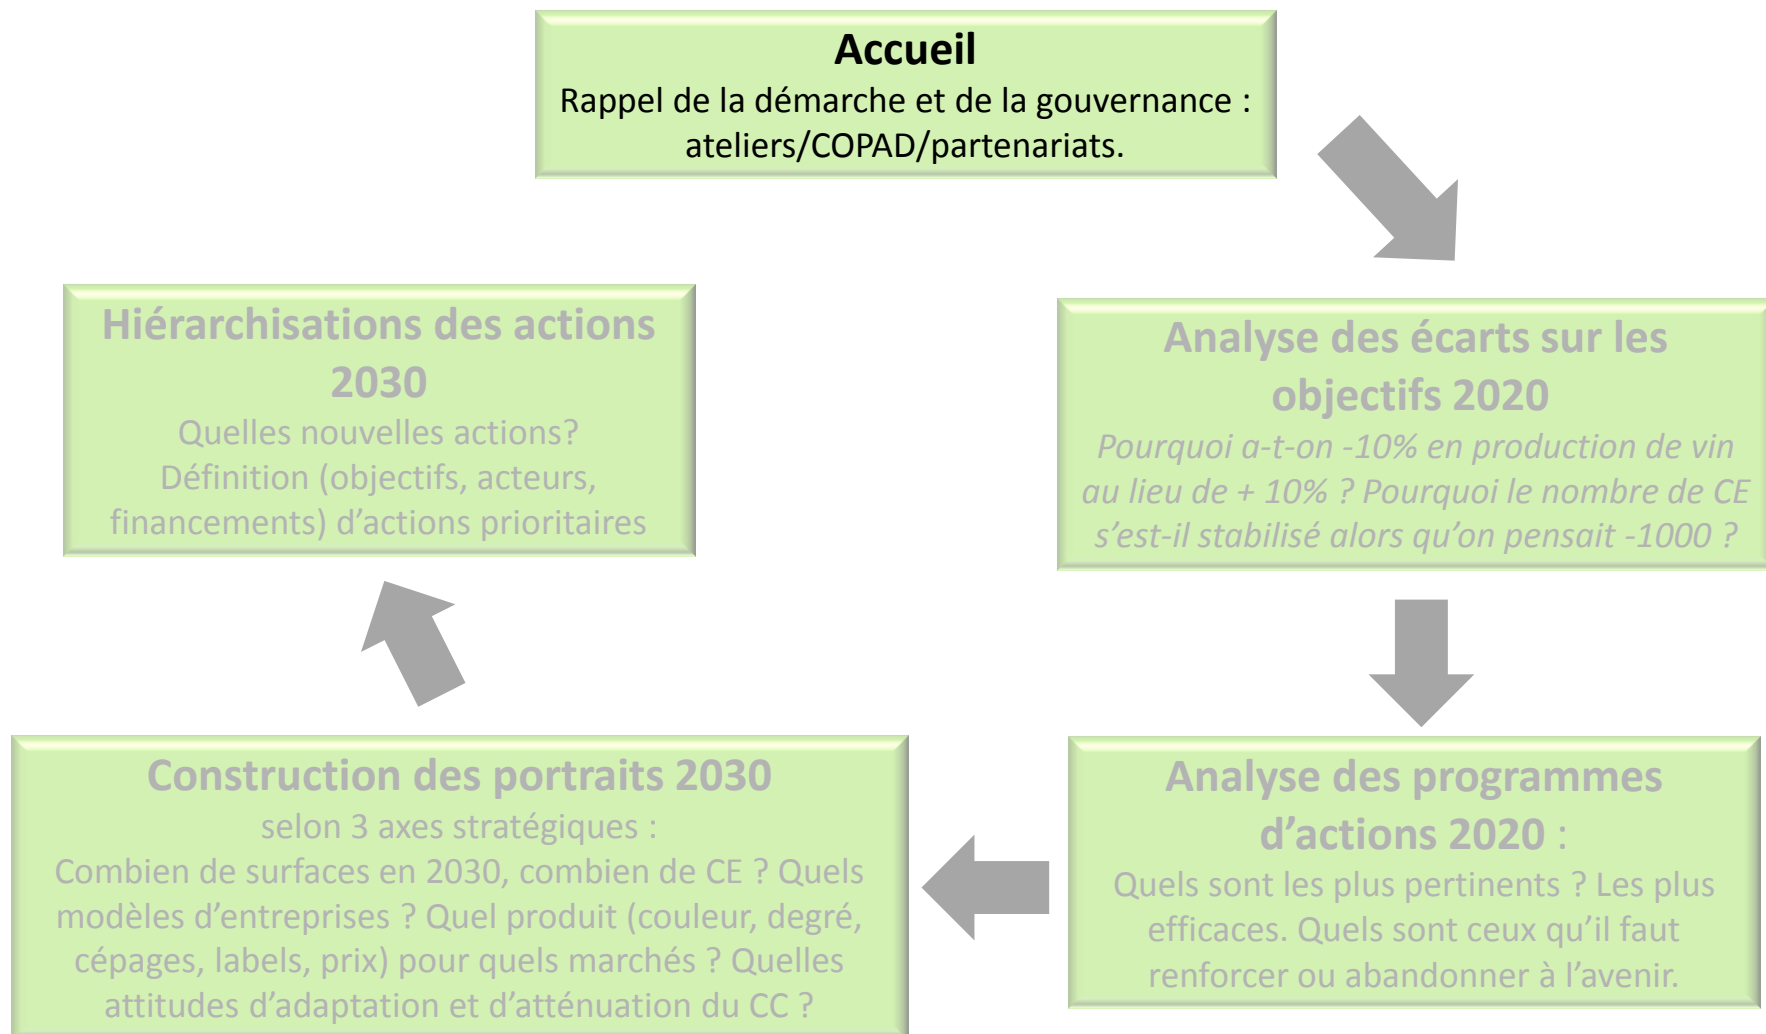 Accueil
Rappel de la démarche et de la gouvernance :
ateliers/COPAD/partenariats.
Analyse des écarts sur les
objectifs 2020
Pourquoi a-t-on -10% en production de vin
au lieu de + 10% ? Pourquoi le nombre de CE
s’est-il stabilisé alors qu’on pensait -1000 ?
Analyse des programmes
d’actions 2020 :
Quels sont les plus pertinents ? Les plus
efficaces. Quels sont ceux qu’il faut
renforcer ou abandonner à l’avenir.
Construction des portraits 2030
selon 3 axes stratégiques :
Combien de surfaces en 2030, combien de CE ? Quels
modèles d’entreprises ? Quel produit (couleur, degré,
cépages, labels, prix) pour quels marchés ? Quelles
attitudes d’adaptation et d’atténuation du CC ?
Hiérarchisations des actions
2030
Quelles nouvelles actions?
Définition (objectifs, acteurs,
financements) d’actions prioritaires